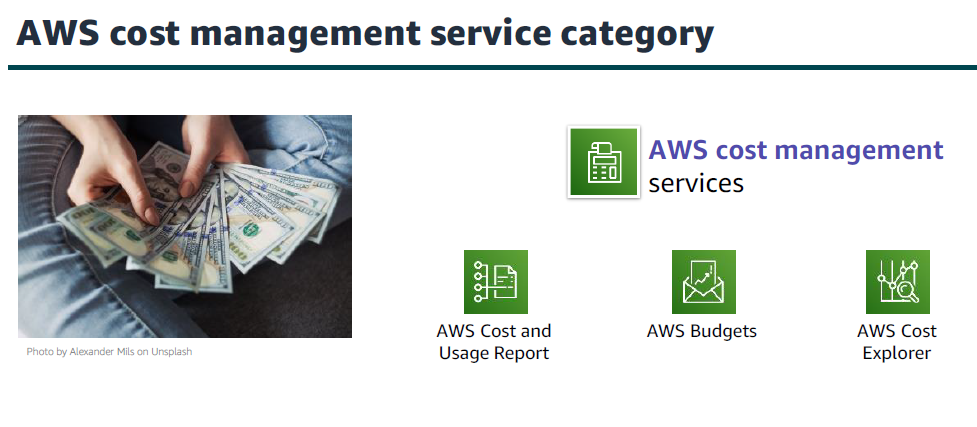 AWS cost management service category
AWS cost management
services
Photo by Alexander Mils on Unsplash
AWS Cost and
Usage Report
AWS Budgets
AWS Cost
Explorer